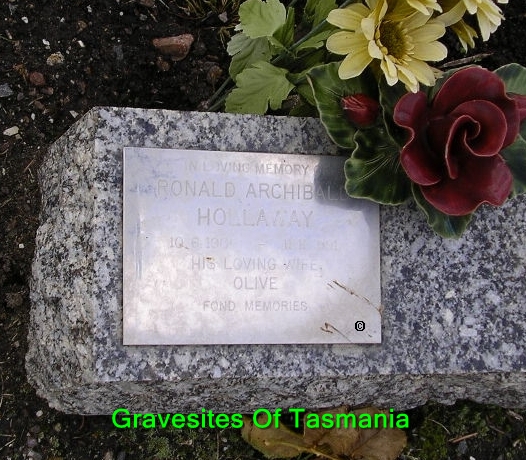 IN LOVING MEMORY
RONALD ARCHIBALD
HOLLAWAY
HIS LOVING WIFE,
OLIVE
FOND MEMORIES
©
Gravesites Of Tasmania